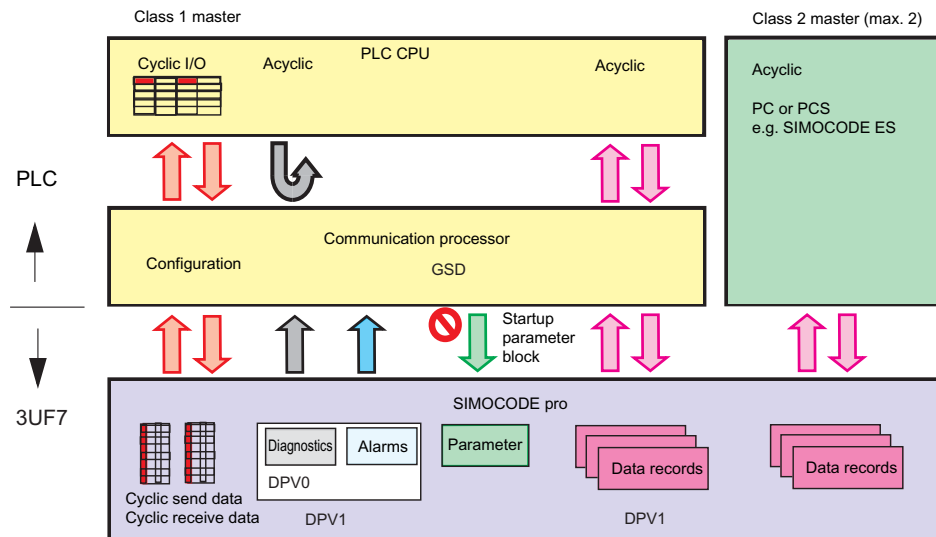 Class 1 master
Class 2 master (max. 2)
PLC CPU
Cyclic I/O
Acyclic
Acyclic
Acyclic
PC or PCS
e.g. SIMOCODE ES
PLC
Communication processor
Configuration
GSD
Startup
parameter
block
3UF7
SIMOCODE pro
Diagnostics
Alarms
Parameter
Data records
Data records
DPV0
Cyclic send data
Cyclic receive data
DPV1
DPV1